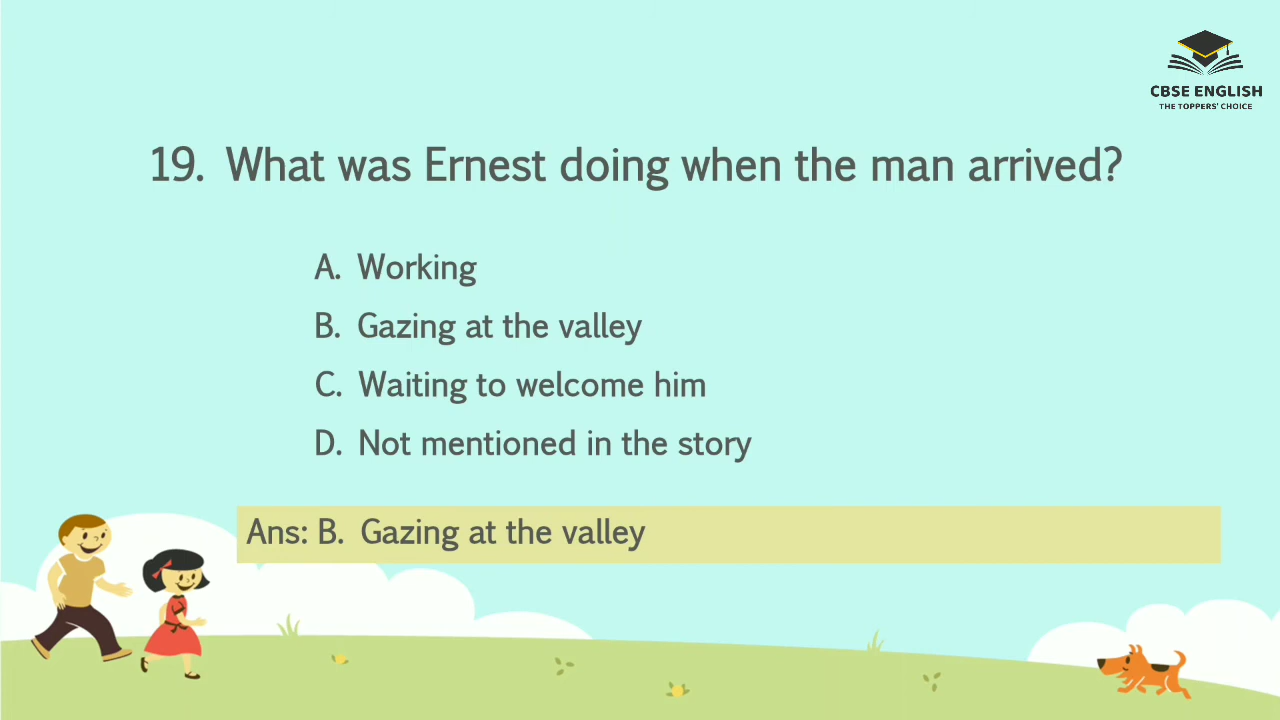 CBSE ENGLISH
THE TOPPERS' CHOICE
19. What was Ernest doing when the man arrived?
A. Working
B. Gazing at the valley
C. Waiting to welcome him
D. Not mentioned in the story
Ans: B. Gazing at the valley